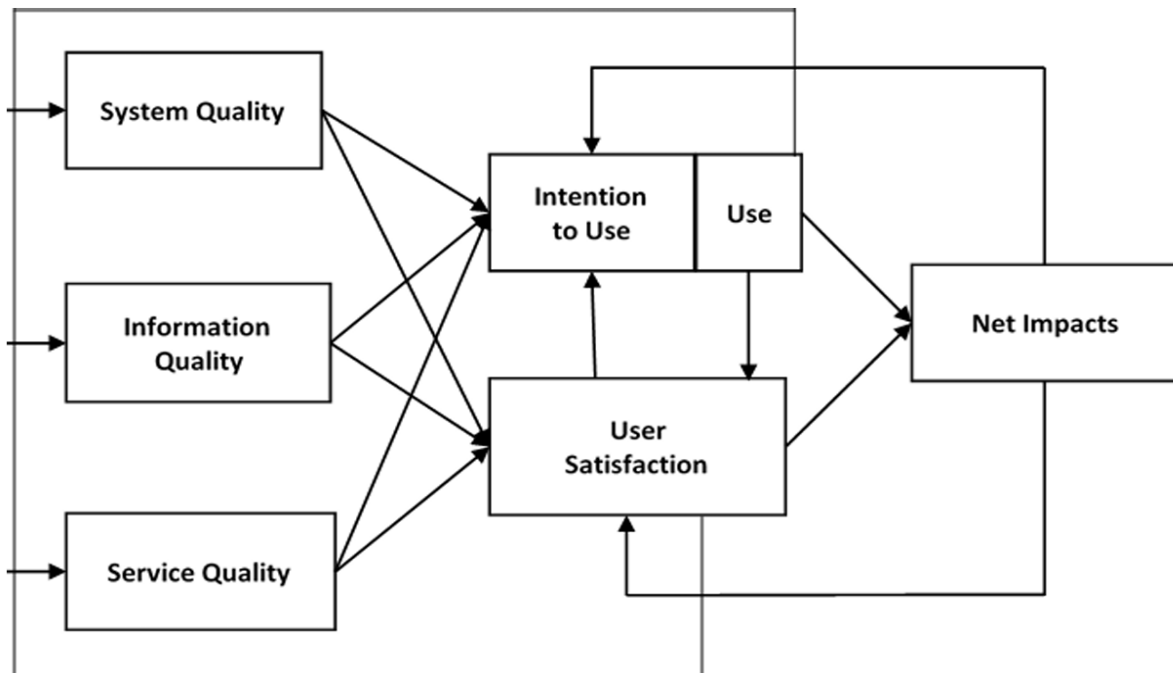 System Quality
Intention
to Use
Use
Information
Quality
Net Impacts
User
Satisfaction
Service Quality